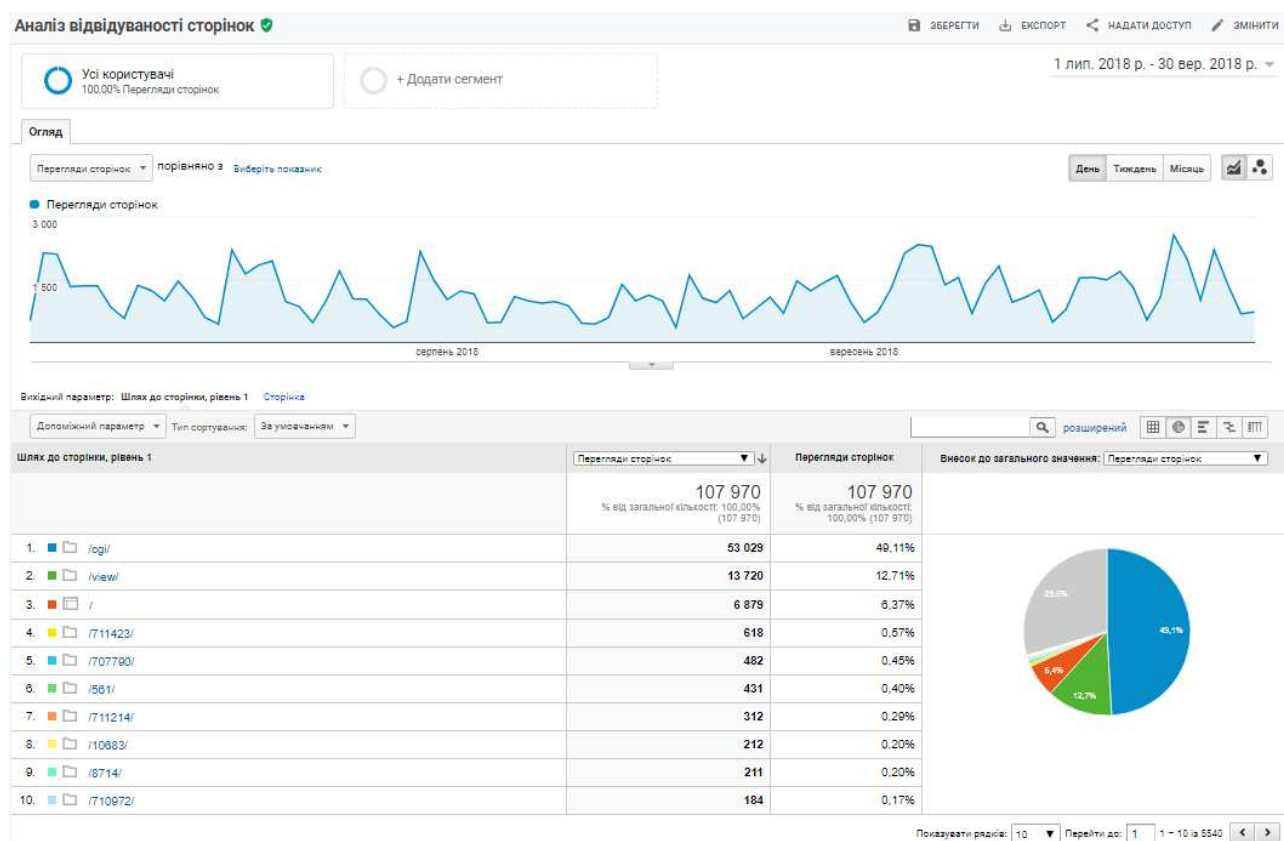 Аналіз відвідуваності сторінок
ЗБЕРЕГТИ ЕКСПОРТ НАДАТИ ДОСТУП ЗМІНИТИ
Усі користувачі
100,00% Перегляди сторінок
+ Додати сегмент
1 лип. 2018 р. - 30 вер. 2018 р.
Огляд
Перегляди сторінок порівняно з Виберіть показник
День Тиждень Місяць
Перегляди сторінок
3 000
1 500
серпень 2018 вересень 2018
Вихідний параметр: Шлях до сторінки, рівень 1 Сторінка
Допоміжний параметр Тип сортування: За умовчанням розширений
Шлях до сторінки, рівень 1 Перегляди сторінок Перегляди сторінок Внесок до загального значення: Перегляди сторінок
107 970 107 970
% від загальної кількості: 100,00% (107 970) % від загальної кількості: 100,00% (107 970)
1. /ogi/ 53 029 49,11%
2. /view/ 13 720 12,71%
3. / 6 879 6,37%
4. /711423/ 618 0,57%
5. /707790/ 482 0,45%
6. /561/ 431 0,40%
7. /711214/ 312 0,29%
8. /10683/ 212 0,20%
9. /8714/ 211 0,20%
10. /710972/ 184 0,17%
49,1%
12,7%
6,4%
Показувати рядків: 10 Перейти до: 1 1 – 10 із 5540